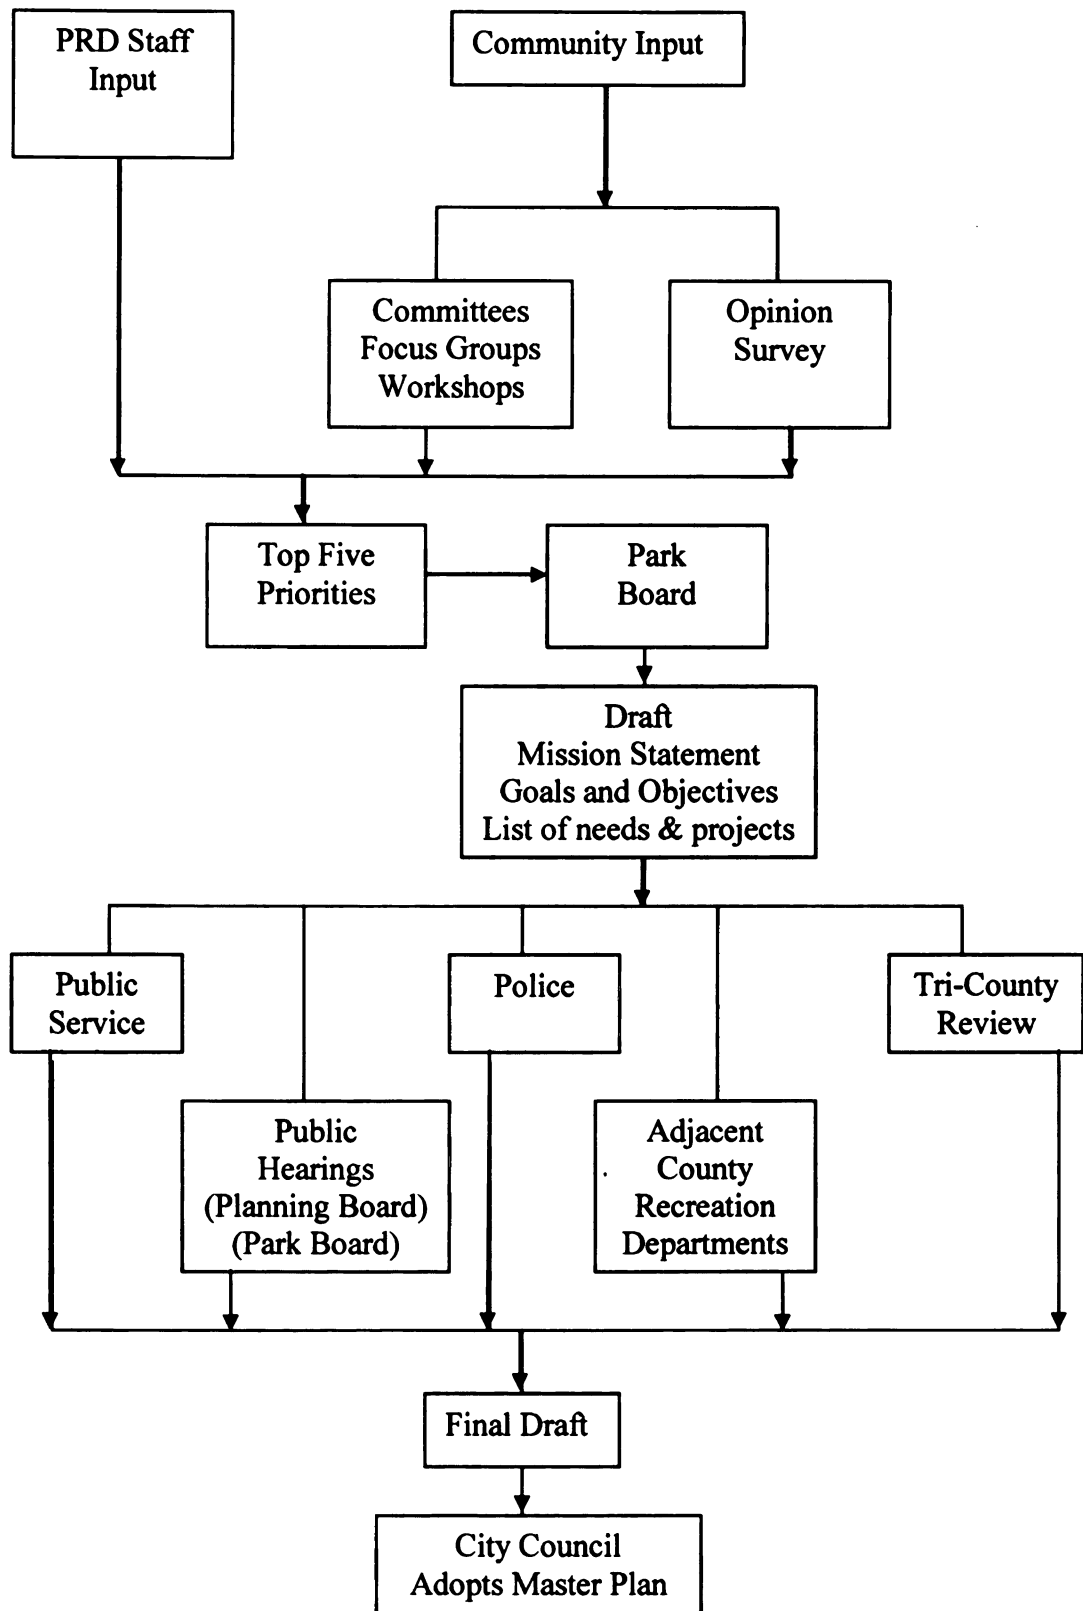 PRD Staff
Input
Community Input
Committees
Focus Groups
Workshops
Opinion
Survey
Top Five
Priorities
Park
Board
Draft
Mission Statement
Goals and Objectives
List of needs & projects
Public
Service
Police
Tri-County
Review
Public
Hearings
(Planning Board)
(Park Board)
Adjacent
County
Recreation
Departments
Final Draft
City Council
Adopts Master Plan